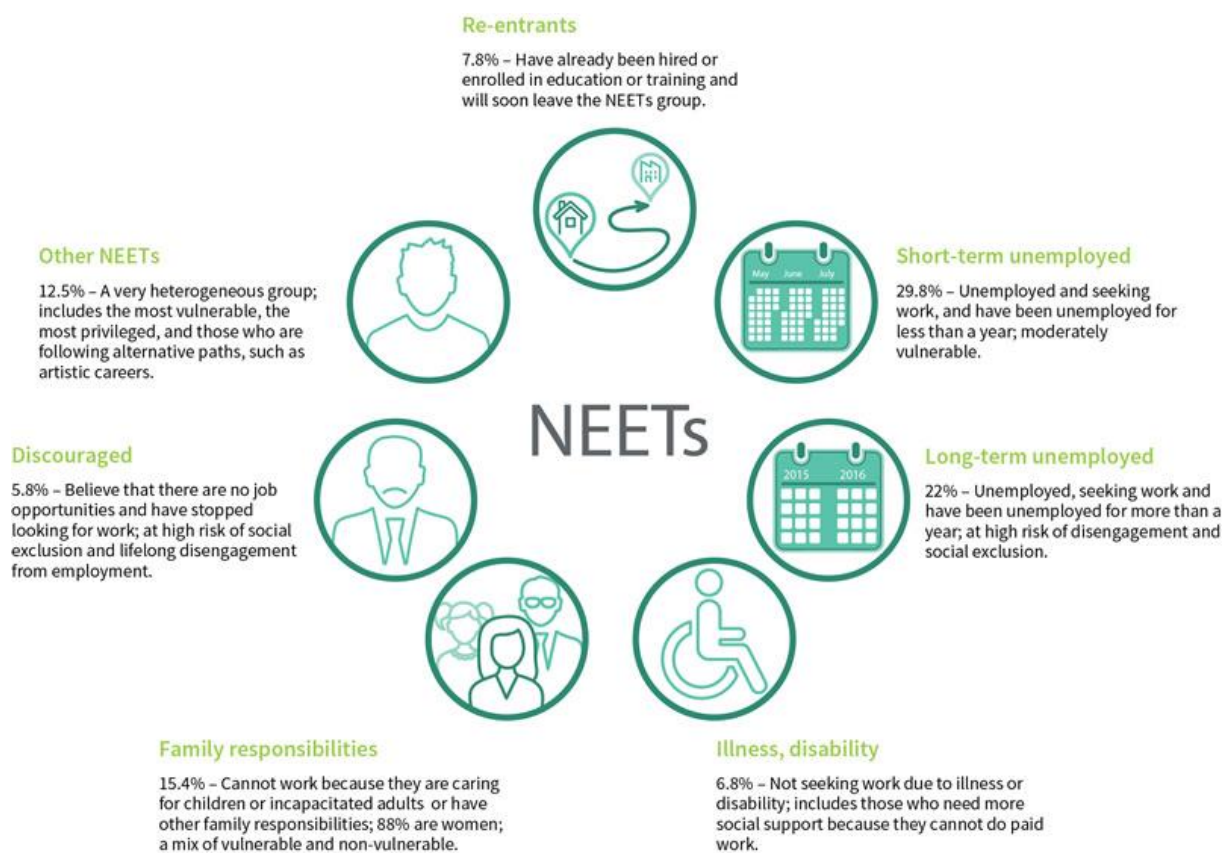 Re-entrants
7.8% – Have already been hired or
enrolled in education or training and
will soon leave the NEETs group.
Other NEETs
12.5% – A very heterogeneous group;
includes the most vulnerable, the
most privileged, and those who are
following alternative paths, such as
artistic careers.
May June July
Short-term unemployed
29.8% – Unemployed and seeking
work, and have been unemployed for
less than a year; moderately
vulnerable.
NEETs
Discouraged
5.8% – Believe that there are no job
opportunities and have stopped
looking for work; at high risk of social
exclusion and lifelong disengagement
from employment.
2015 2016
Long-term unemployed
22% – Unemployed, seeking work and
have been unemployed for more than a
year; at high risk of disengagement and
social exclusion.
Family responsibilities
15.4% – Cannot work because they are caring
for children or incapacitated adults or have
other family responsibilities; 88% are women;
a mix of vulnerable and non-vulnerable.
Illness, disability
6.8% – Not seeking work due to illness or
disability; includes those who need more
social support because they cannot do paid
work.